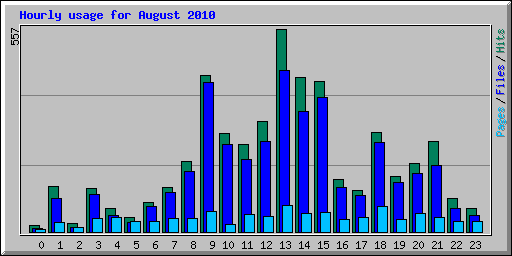 Hourly usage for August 2010
557
Pages / Files / Hits
0 1 2 3 4 5 6 7 8 9 10 11 12 13 14 15 16 17 18 19 20 21 22 23